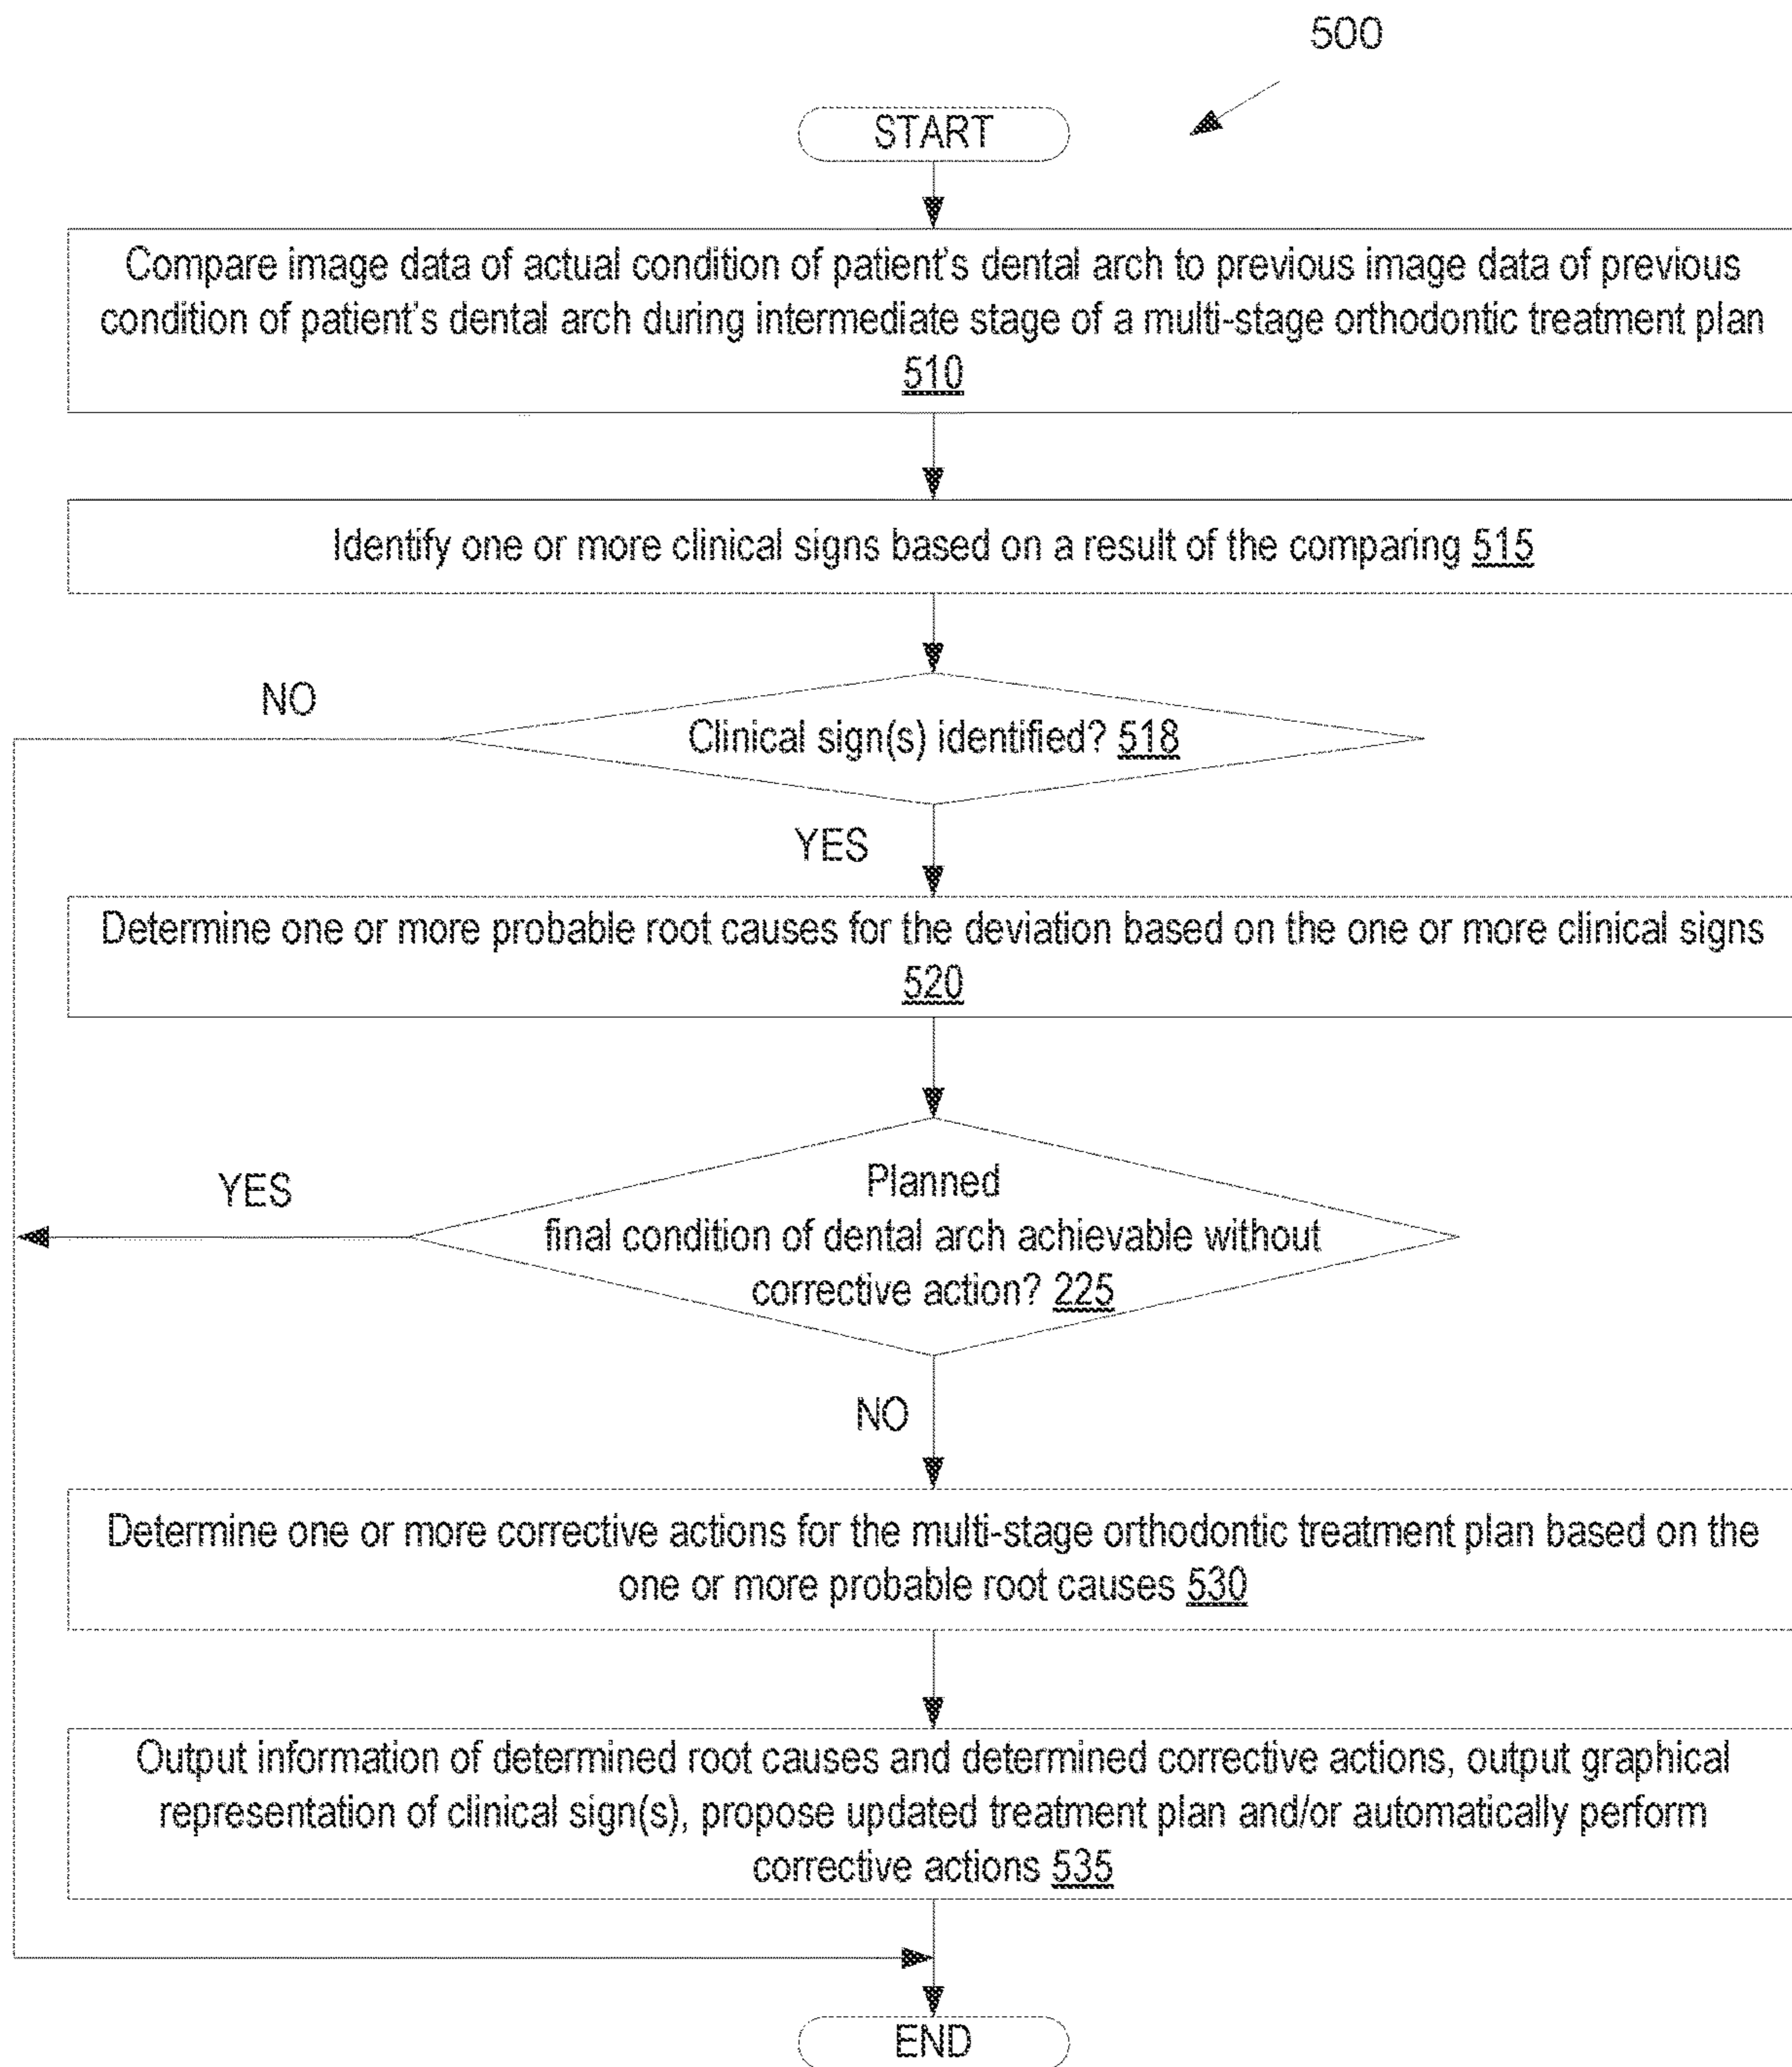 500
START
Compare image data of actual condition of patient's dental arch to previous image data of previous
condition of patient's dental arch during intermediate stage of a multi-stage orthodontic treatment plan
510
Identify one or more clinical signs based on a result of the comparing 515
NO
Clinical sign(s) identified? 518
YES
Determine one or more probable root causes for the deviation based on the one or more clinical signs
520
YES
Planned
final condition of dental arch achievable without
corrective action? 225
NO
Determine one or more corrective actions for the multi-stage orthodontic treatment plan based on the
one or more probable root causes 530
Output information of determined root causes and determined corrective actions, output graphical
representation of clinical sign(s), propose updated treatment plan and/or automatically perform
corrective actions 535
END